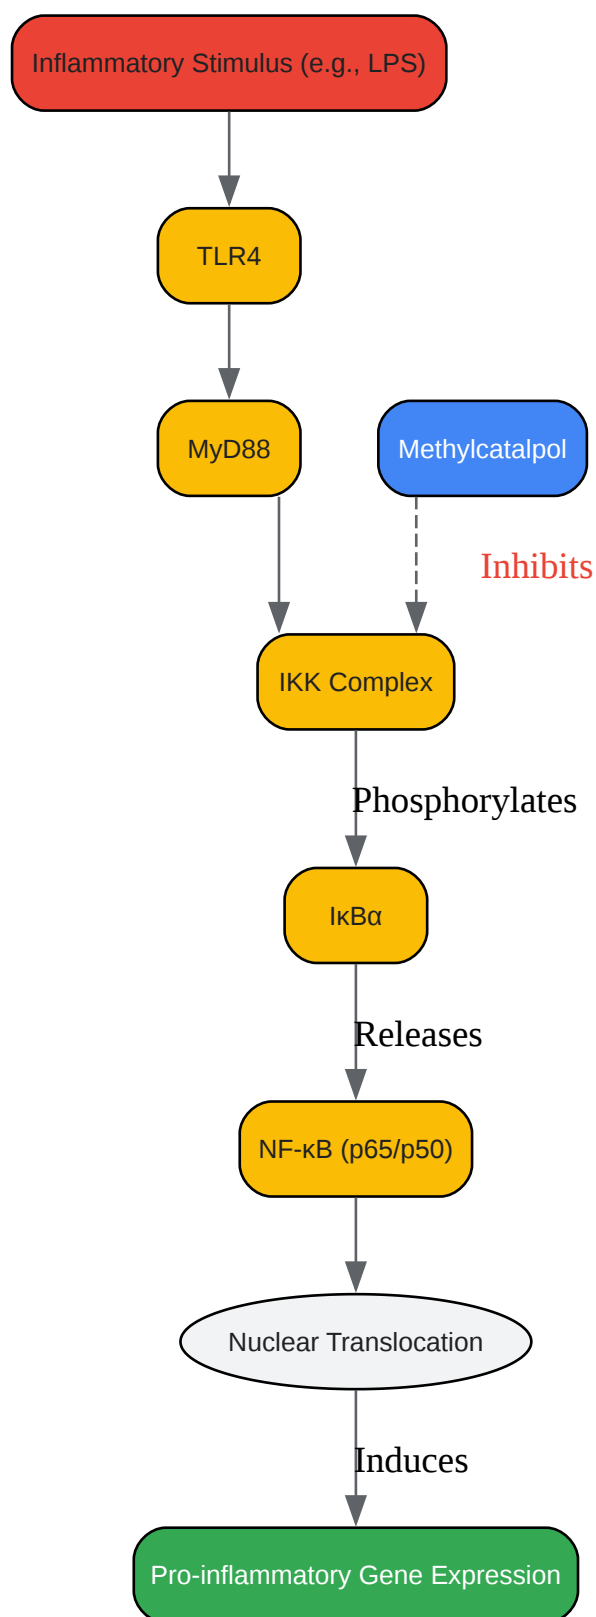 Inflammatory Stimulus (e.g., LPS)
TLR4
MyD88
Methylcatalpol
Inhibits
IKK Complex
Phosphorylates
IκBα
Releases
NF-κB (p65/p50)
Nuclear Translocation
Induces
Pro-inflammatory Gene Expression